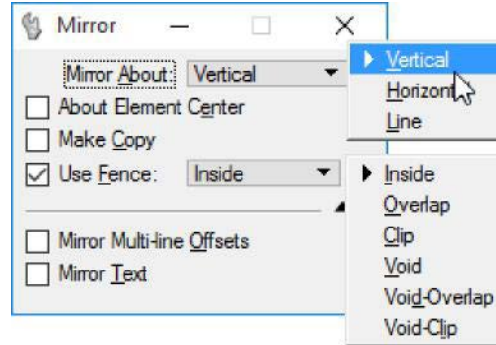 Mirror
Mirror About: Vertical
About Element Center
Make Copy
Use Fence: Inside
Mirror Multi-line Offsets
Mirror Text
Vertical
Line
Inside
Overlap
Clip
Void
Void-Overlap
Void-Clip